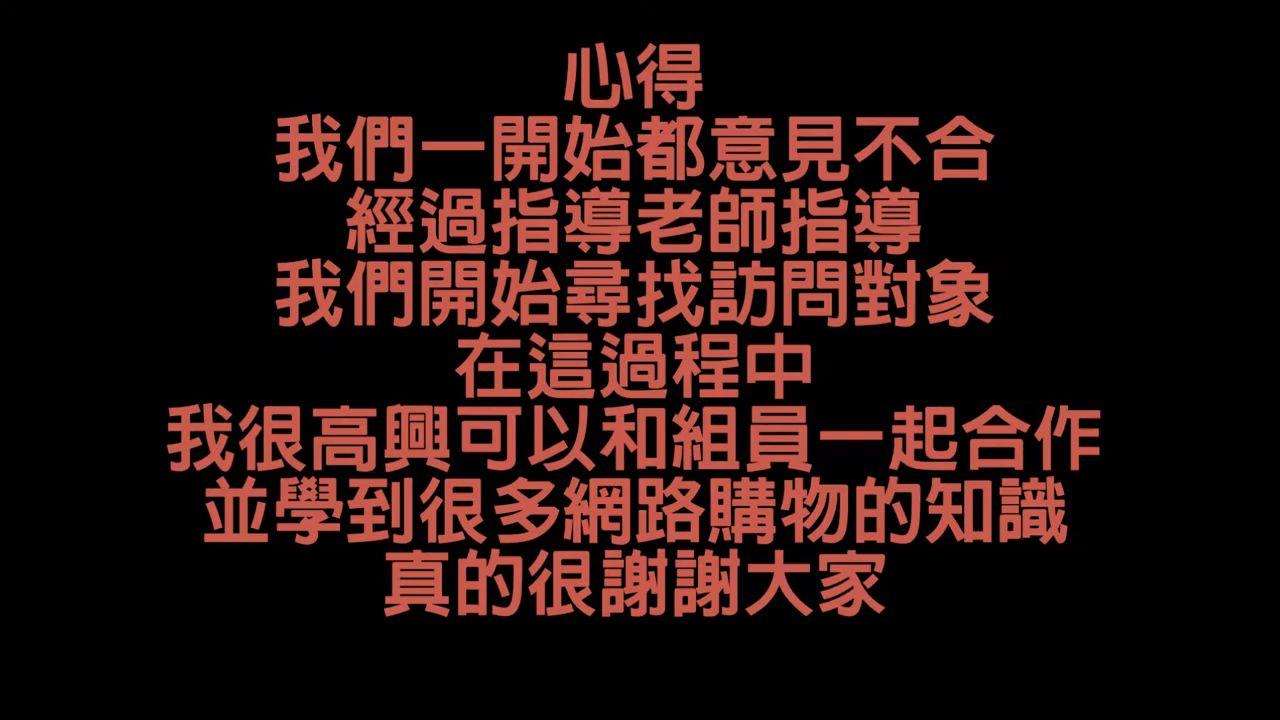 心得
我們一開始都意見不合
經過指導老師指導
我們開始尋找訪問對象
在這過程中
我很高興可以和組員一起合作
並學到很多網路購物的知識
真的很謝謝大家